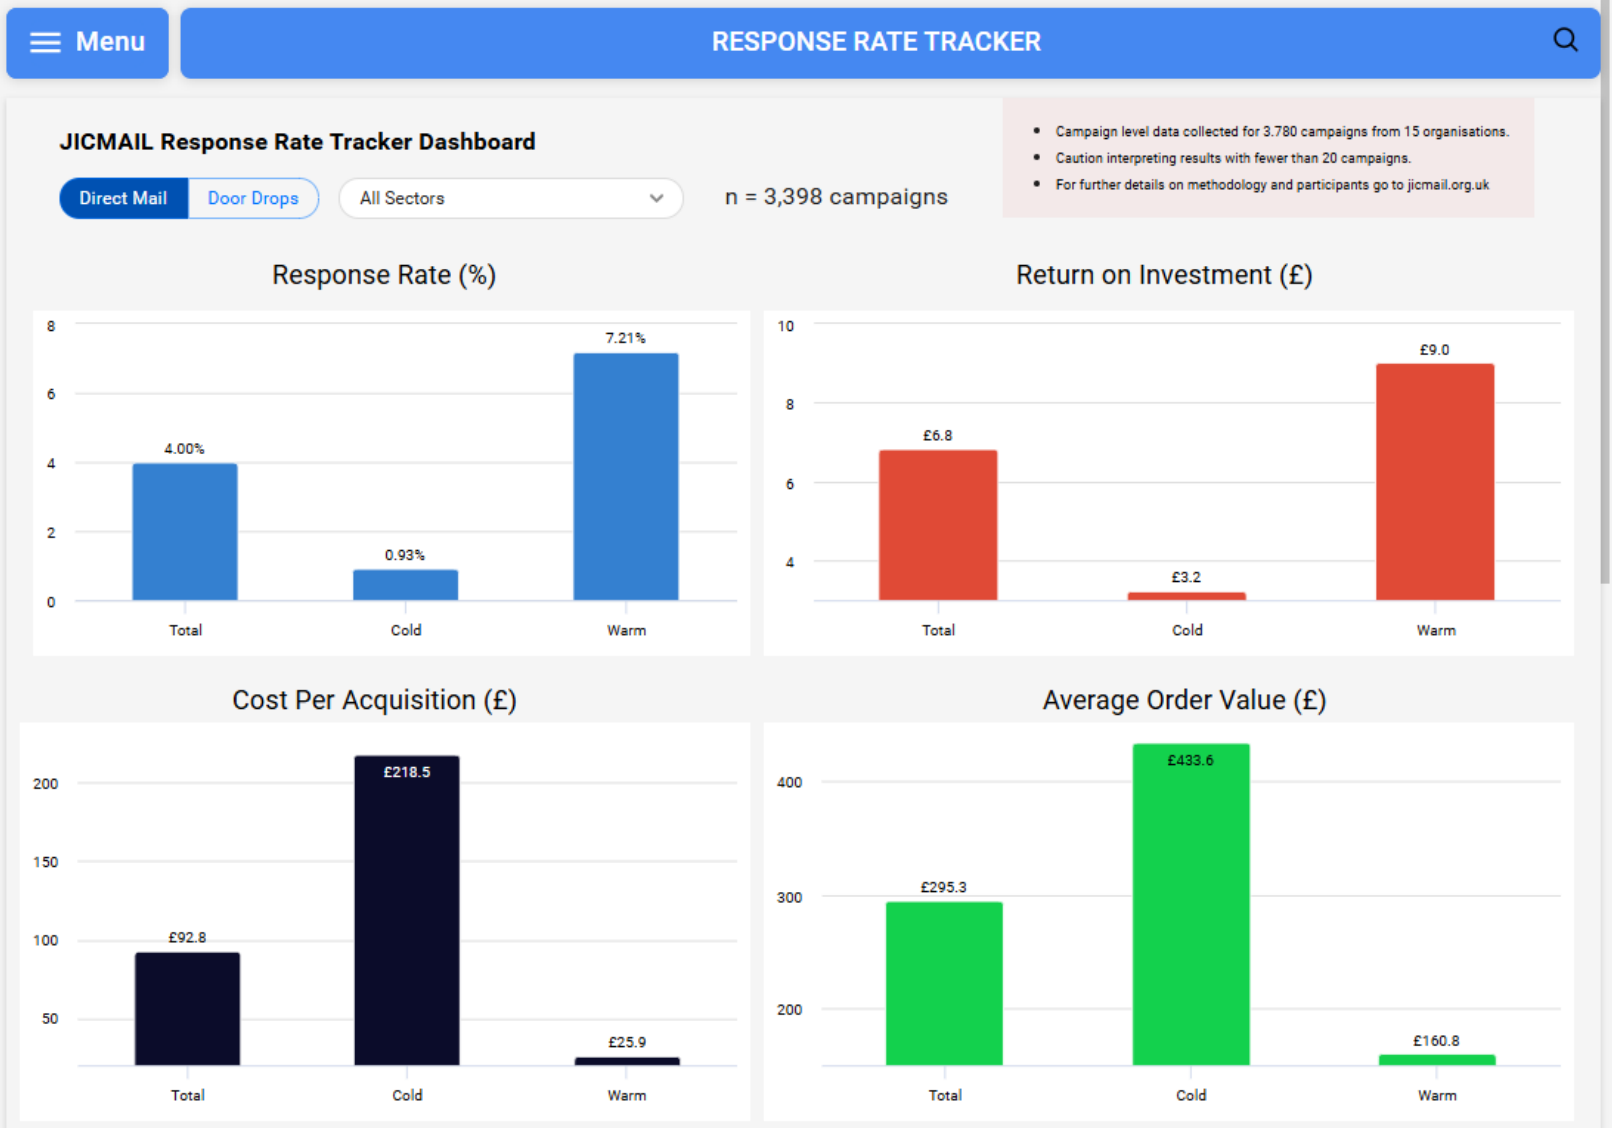 Menu
RESPONSE RATE TRACKER
JICMAIL Response Rate Tracker Dashboard
Direct Mail
Door Drops
All Sectors
n = 3,398 campaigns
Campaign level data collected for 3.780 campaigns from 15 organisations.
Caution interpreting results with fewer than 20 campaigns.
For further details on methodology and participants go to jicmail.org.uk
Response Rate (%)
8
6
4
2
0
4.00%
0.93%
7.21%
Total
Cold
Warm
Return on Investment (£)
10
8
6
4
£6.8
£3.2
£9.0
Total
Cold
Warm
Cost Per Acquisition (£)
200
150
100
50
£92.8
£218.5
£25.9
Total
Cold
Warm
Average Order Value (£)
400
300
200
£295.3
£433.6
£160.8
Total
Cold
Warm